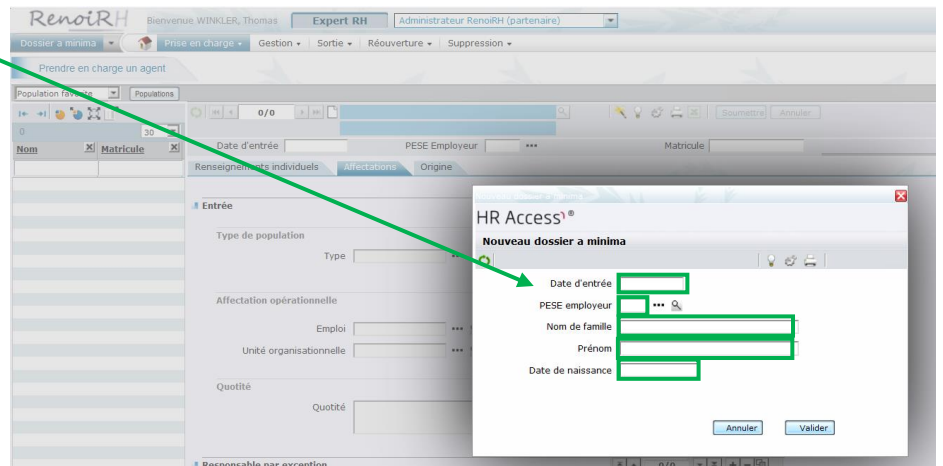 RenoiRH Bienvenue WINKLER, Thomas Expert RH Administrateur RenoiRH (partenaire)
Dossier a minima Prise en charge Gestion Sortie Réouverture Suppression
Prendre en charge un agent
Population favorite Populations
0/0 Soumettre Annuler
0 30
Nom Matricule
Date d'entrée PESE Employeur ... Matricule
Renseignements individuels Affectations Origine
Entrée
Type de population
Type ...
Affectation opérationnelle
Emploi ...
Unité organisationnelle ...
Quotité
Quotité
Responsable par exception 0/0
HR Access®
Nouveau dossier a minima
Date d'entrée
PESE employeur ...
Nom de famille
Prénom
Date de naissance
Annuler Valider